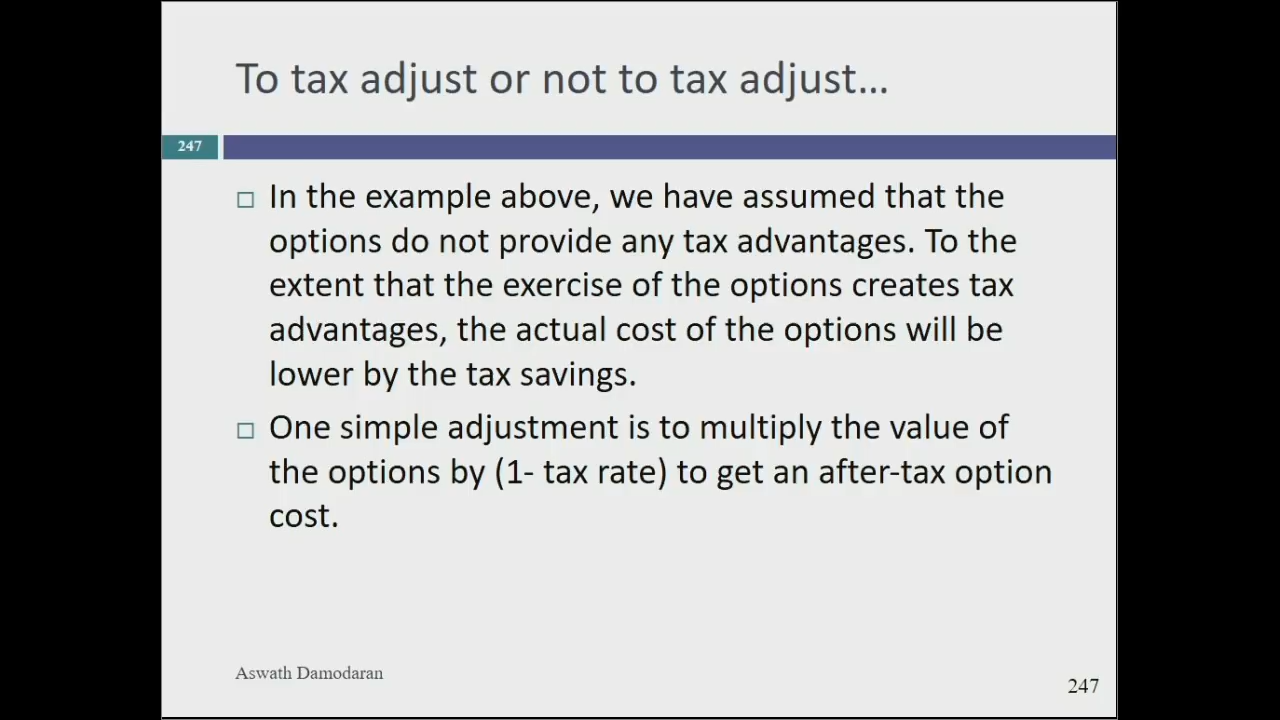 To tax adjust or not to tax adjust…
247
In the example above, we have assumed that the
options do not provide any tax advantages. To the
extent that the exercise of the options creates tax
advantages, the actual cost of the options will be
lower by the tax savings.
One simple adjustment is to multiply the value of
the options by (1- tax rate) to get an after-tax option
cost.
Aswath Damodaran
247